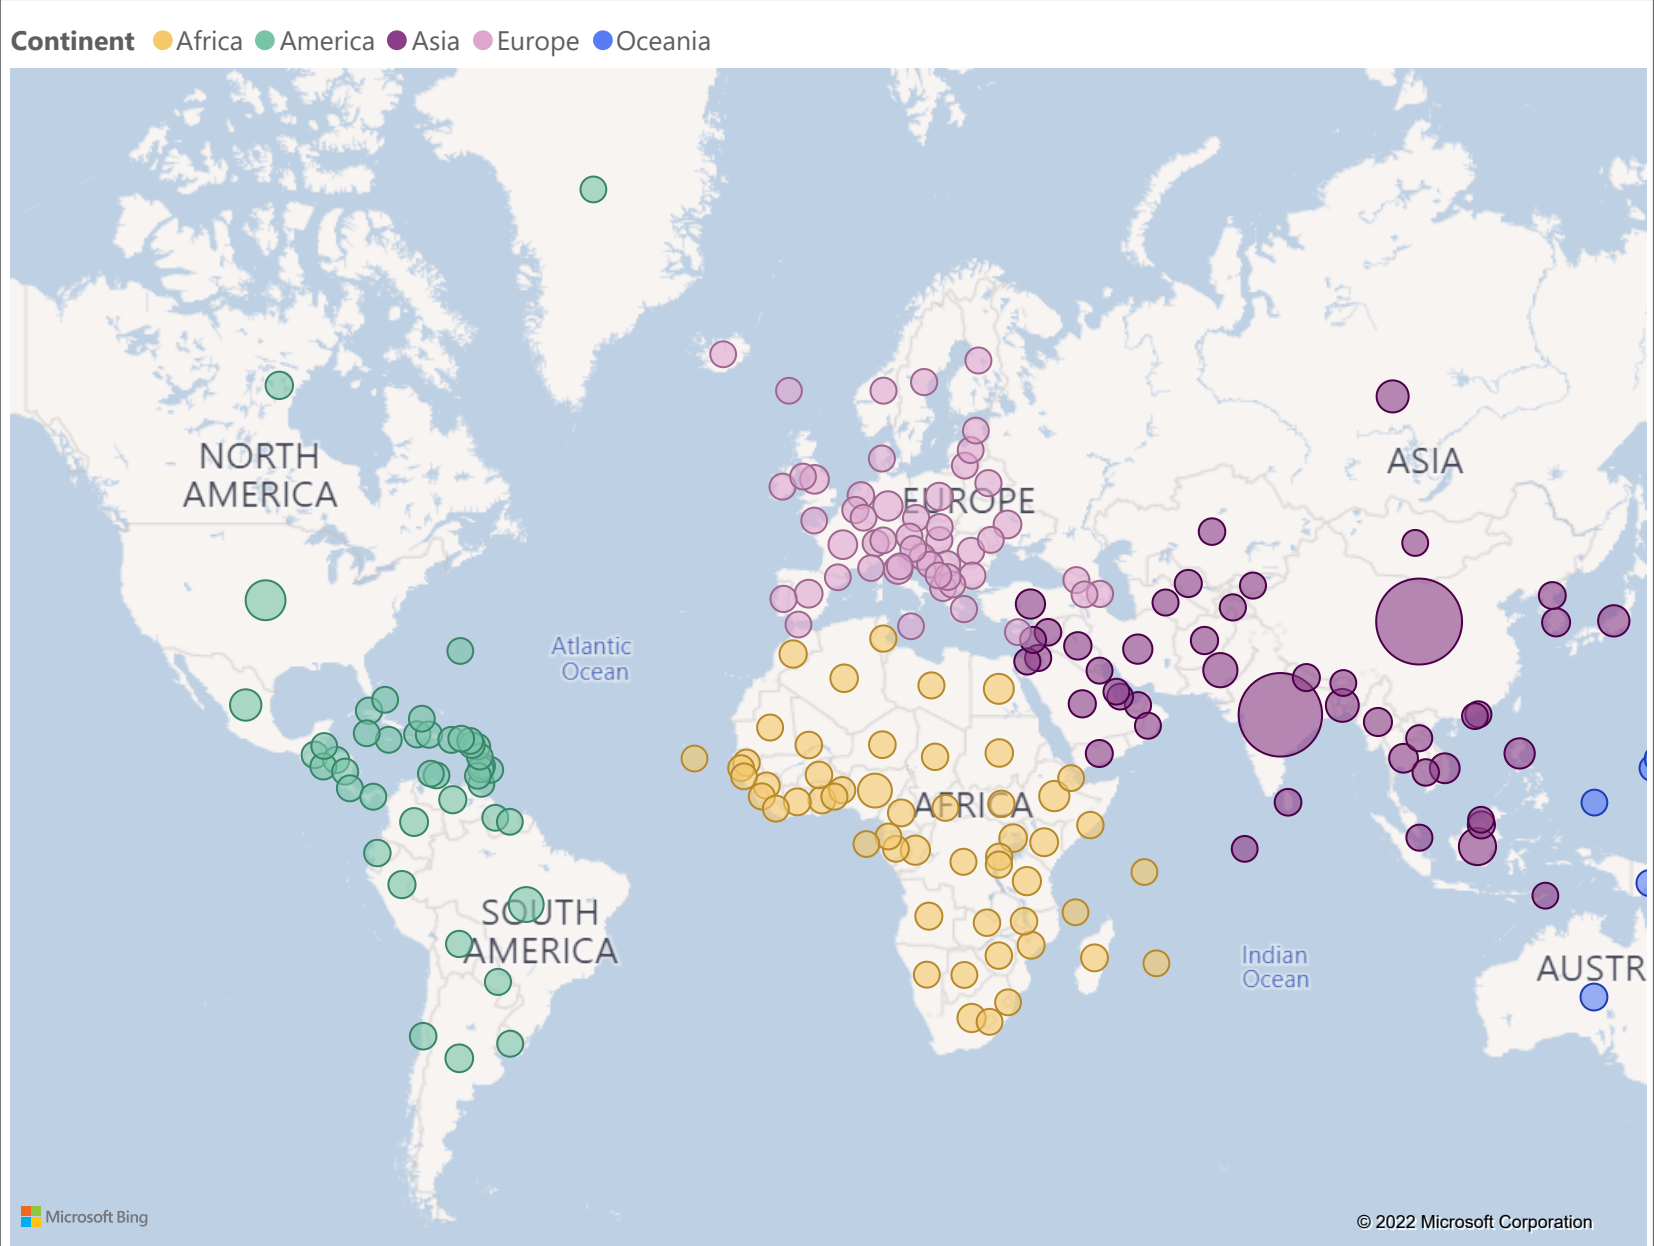 Continent Africa America Asia Europe Oceania
NORTH
AMERICA
EUROPE
ASIA
Atlantic
Ocean
AFRICA
SOUTH
AMERICA
Indian
Ocean
AUSTR
Microsoft Bing
© 2022 Microsoft Corporation